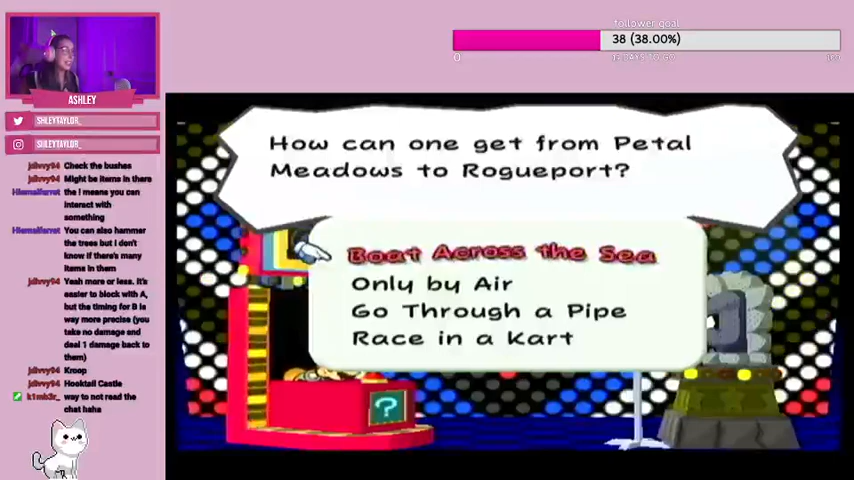 follower goal
38 (38.00%)
0
ASHLEY
SHLEYTAYLOR_
SHLEYTAYLOR_
jdivvy94 Check the bushes
jdivvy94 Might be items in there
the ! means you can
interact with
something
You can also hammer
the trees but I don't
know if there's many
items in them
jdivvy94 Yeah more or less. It's
easier to block with A,
but the timing for B is
way more precise (you
take no damage and
deal 1 damage back to
them)
jdivvy94 Kroop
jdivvy94 Hooktail Castle
k1mb3r_ way to not read the
chat haha
How can one get from Petal
Meadows to Rogueport?
Boat Across the Sea
Only by Air
Go Through a Pipe
Race in a Kart
?